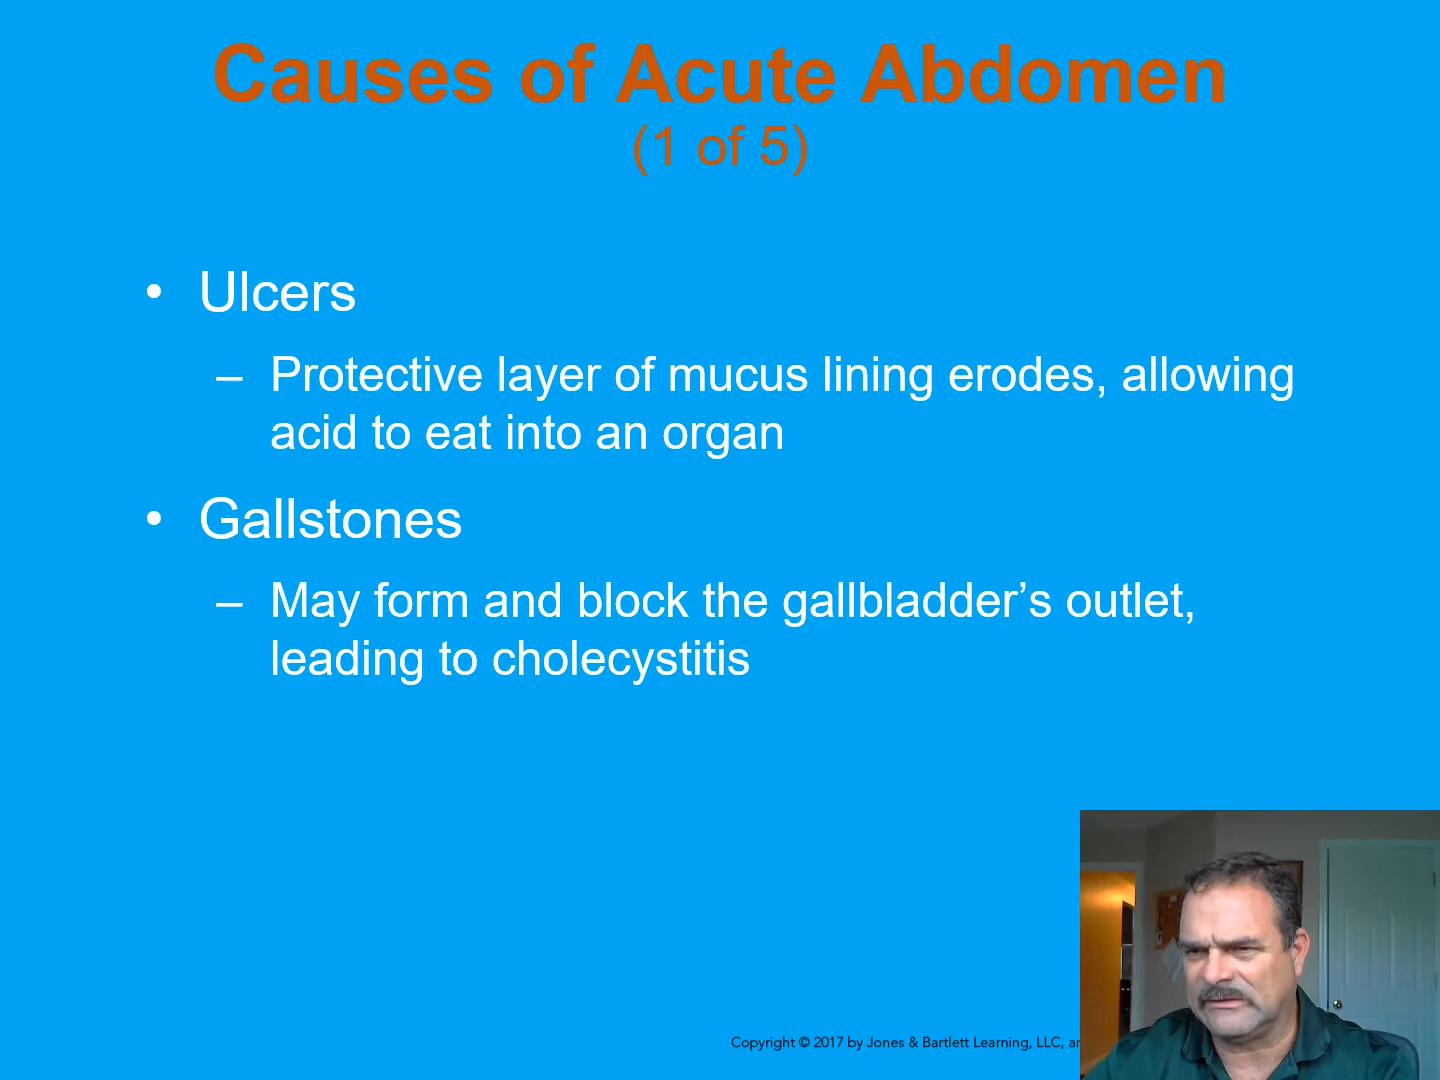 Causes of Acute Abdomen
(1 of 5)
• Ulcers
– Protective layer of mucus lining erodes, allowing
acid to eat into an organ
• Gallstones
– May form and block the gallbladder’s outlet,
leading to cholecystitis
Copyright © 2017 by Jones & Bartlett Learning, LLC,